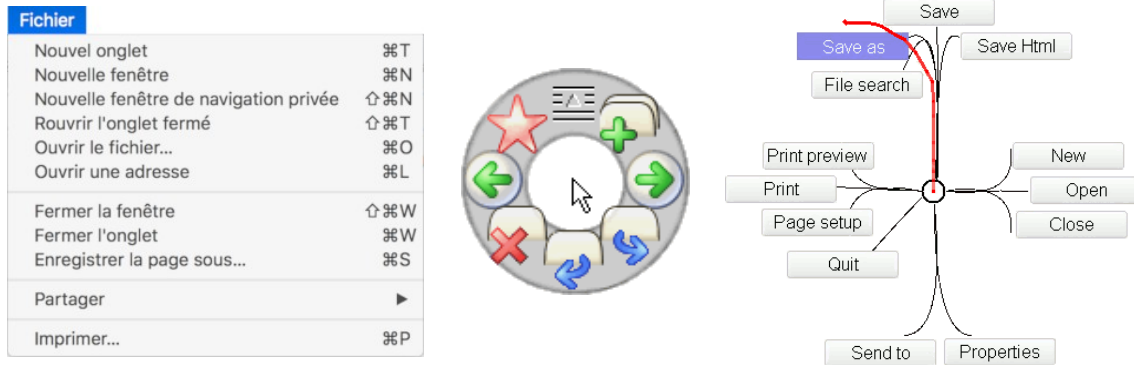 Fichier
Nouvel onglet ⌘T
Nouvelle fenêtre ⌘N
Nouvelle fenêtre de navigation privée ⇧⌘N
Rouvrir l'onglet fermé ⇧⌘T
Ouvrir le fichier... ⌘O
Ouvrir une adresse ⌘L
Fermer la fenêtre ⇧⌘W
Fermer l'onglet ⌘W
Enregistrer la page sous... ⌘S
Partager ▶
Imprimer... ⌘P
Save
Save as
Save Html
File search
Print preview
New
Print
Open
Page setup
Close
Quit
Send to
Properties